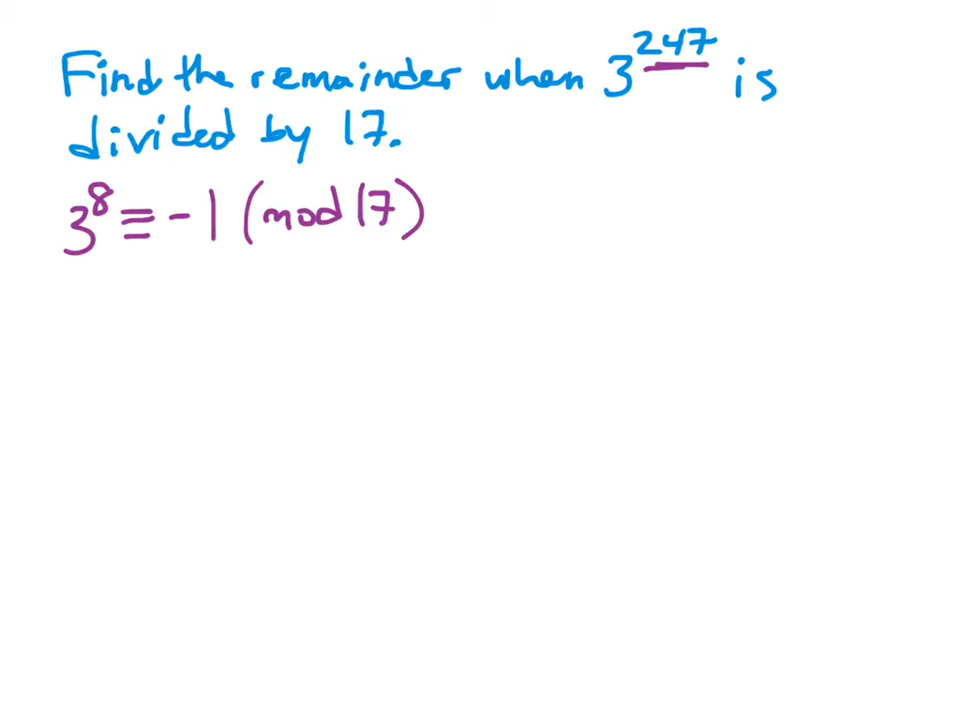 Find the remainder when 3^247 is
divided by 17.
3^8 ≡ -1 (mod 17)